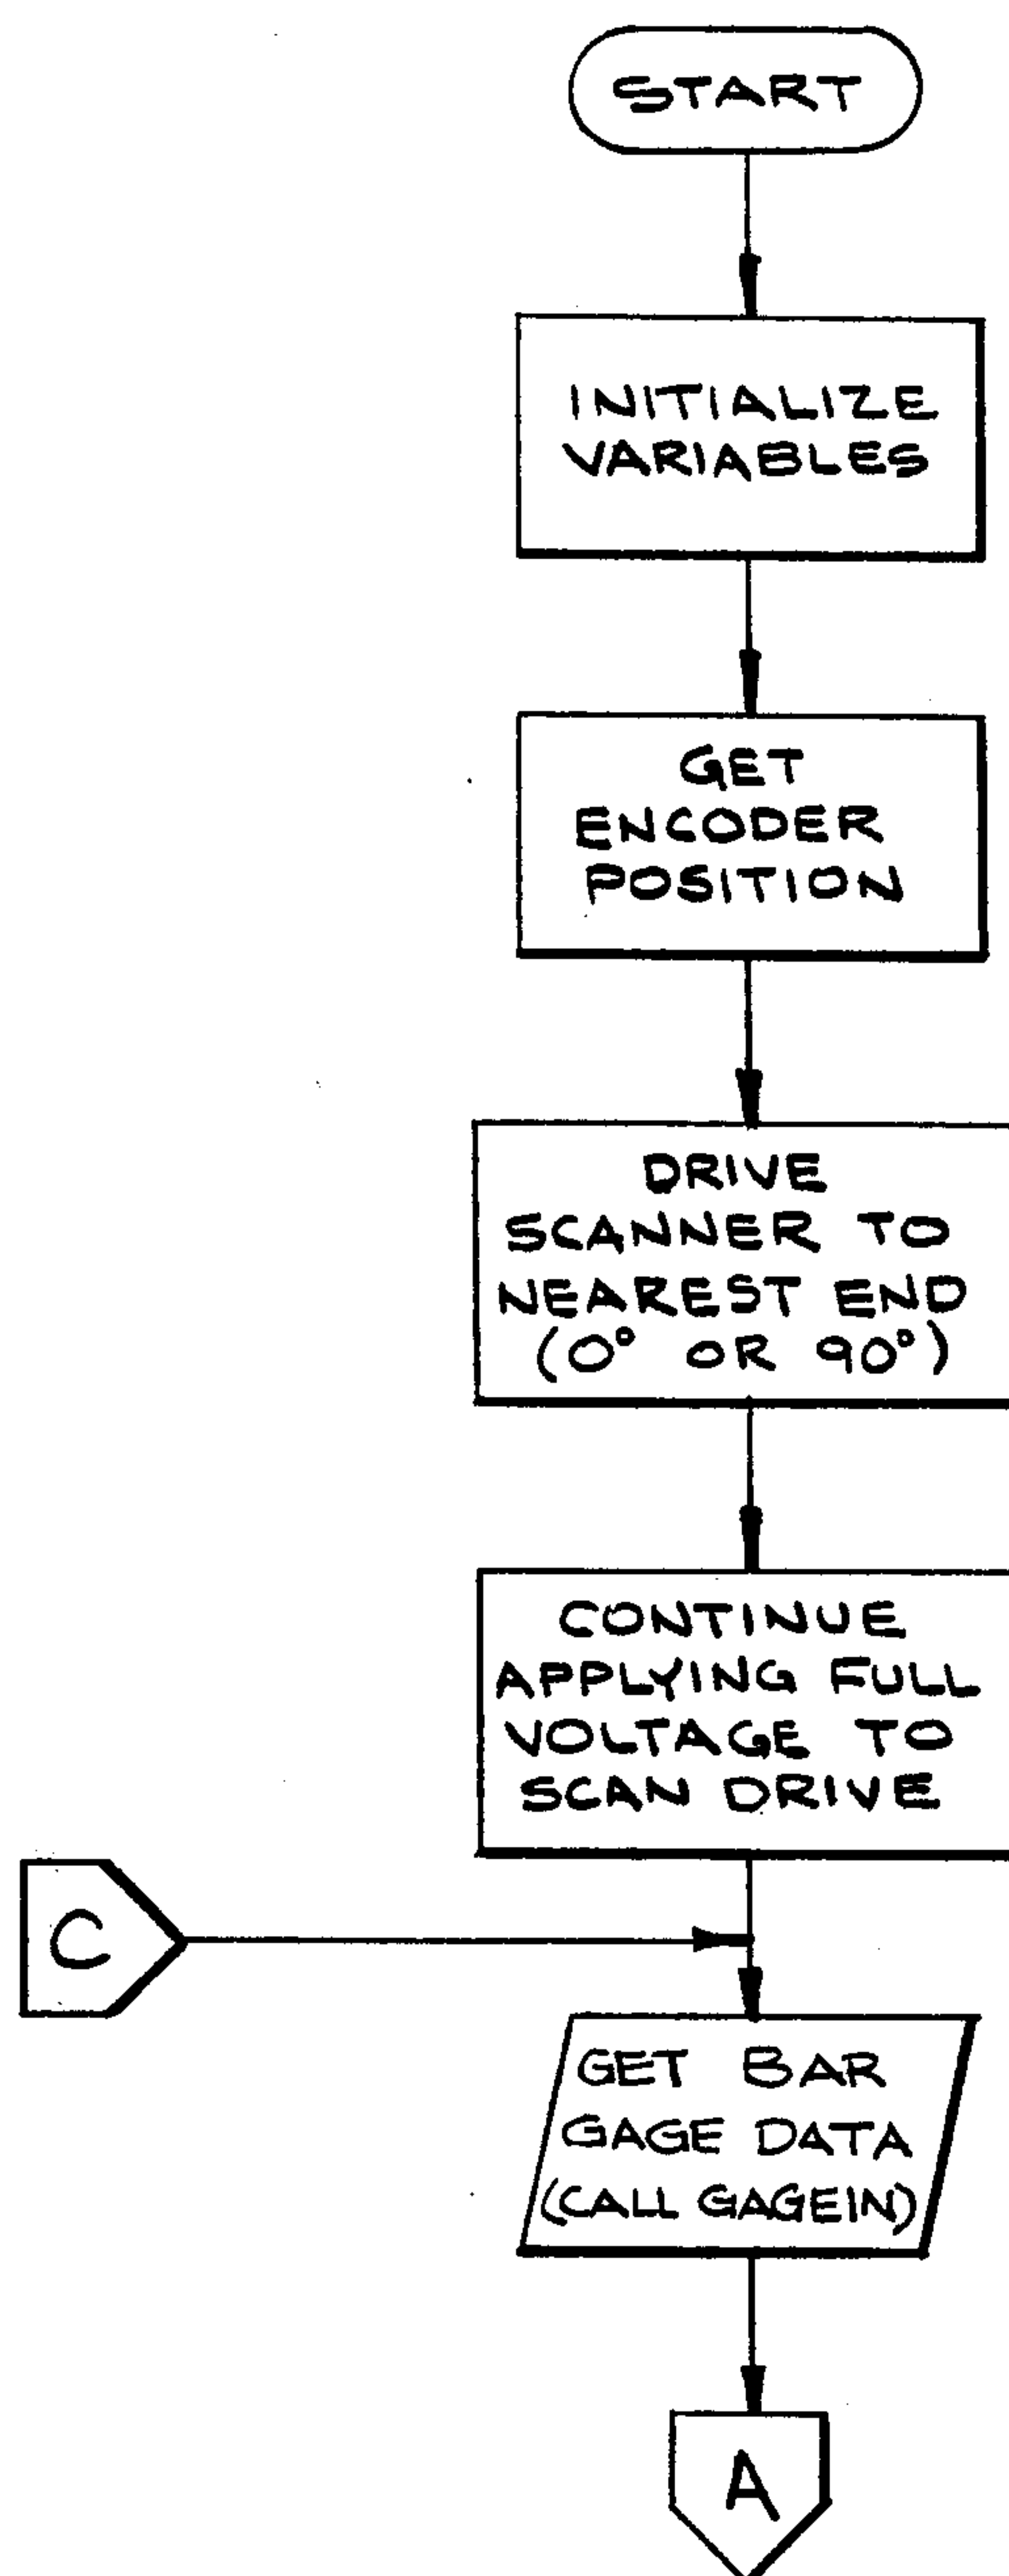 START
INITIALIZE
VARIABLES
GET
ENCODER
POSITION
DRIVE
SCANNER TO
NEAREST END
(0° OR 90°)
CONTINUE
APPLYING FULL
VOLTAGE TO
SCAN DRIVE
C
GET BAR
GAGE DATA
(CALL GAGEIN)
A